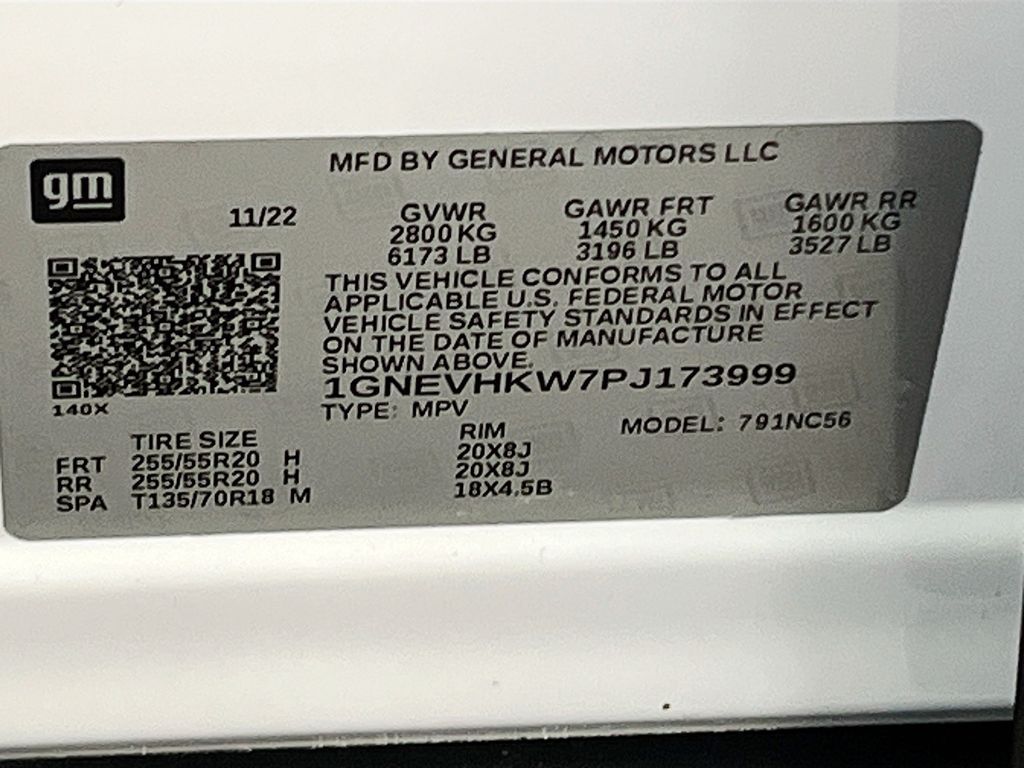 gm
MFD BY GENERAL MOTORS LLC
11/22
GVWR GAWR FRT GAWR RR
2800 KG 1450 KG 1600 KG
6173 LB 3196 LB 3527 LB
THIS VEHICLE CONFORMS TO ALL
APPLICABLE U.S. FEDERAL MOTOR
VEHICLE SAFETY STANDARDS IN EFFECT
ON THE DATE OF MANUFACTURE
SHOWN ABOVE.
1GNEVHKW7PJ173999
140X
TYPE: MPV
MODEL: 791NC56
TIRE SIZE RIM
FRT 255/55R20 H 20X8J
RR 255/55R20 H 20X8J
SPA T135/70R18 M 18X4.5B